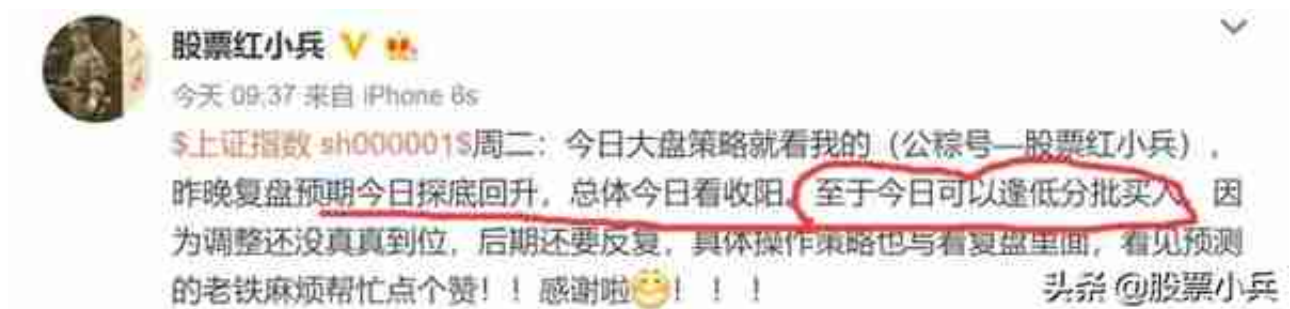 股票红小兵
今天 09:37 来自 iPhone 6s
$上证指数 sh000001$周二：今日大盘策略就看我的（公粽号—股票红小兵），
昨晚复盘预期今日探底回升，总体今日看收阳，至于今日可以逢低分批买入，因
为调整还没真真到位，后期还要反复，具体操作策略也写着复盘里面，看见预测
的老铁麻烦帮忙点个赞！！感谢啦！！！
头条 @股票小兵